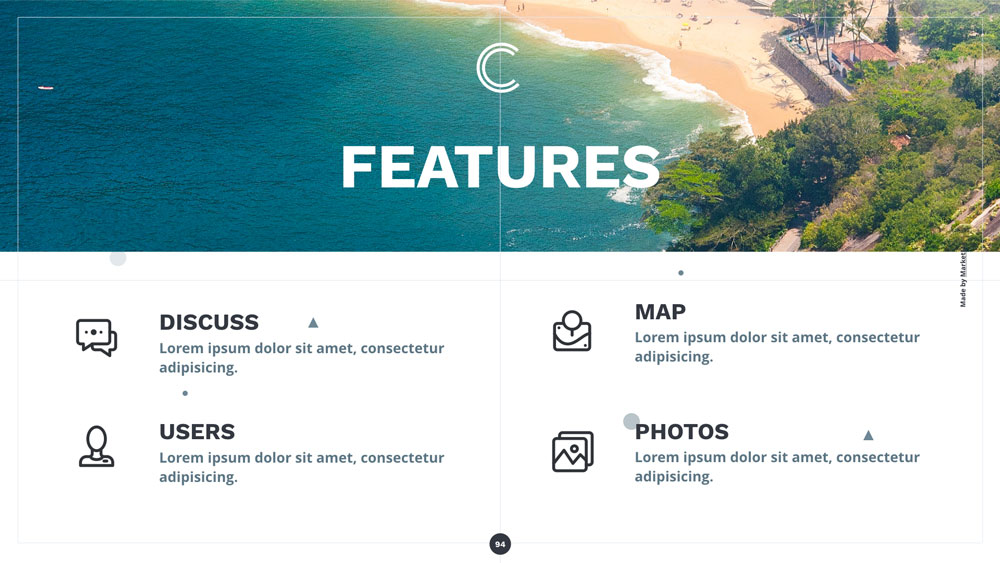 C
FEATURES
Made by Market
DISCUSS
Lorem ipsum dolor sit amet, consectetur
adipisicing.
MAP
Lorem ipsum dolor sit amet, consectetur
adipisicing.
USERS
Lorem ipsum dolor sit amet, consectetur
adipisicing.
PHOTOS
Lorem ipsum dolor sit amet, consectetur
adipisicing.
94